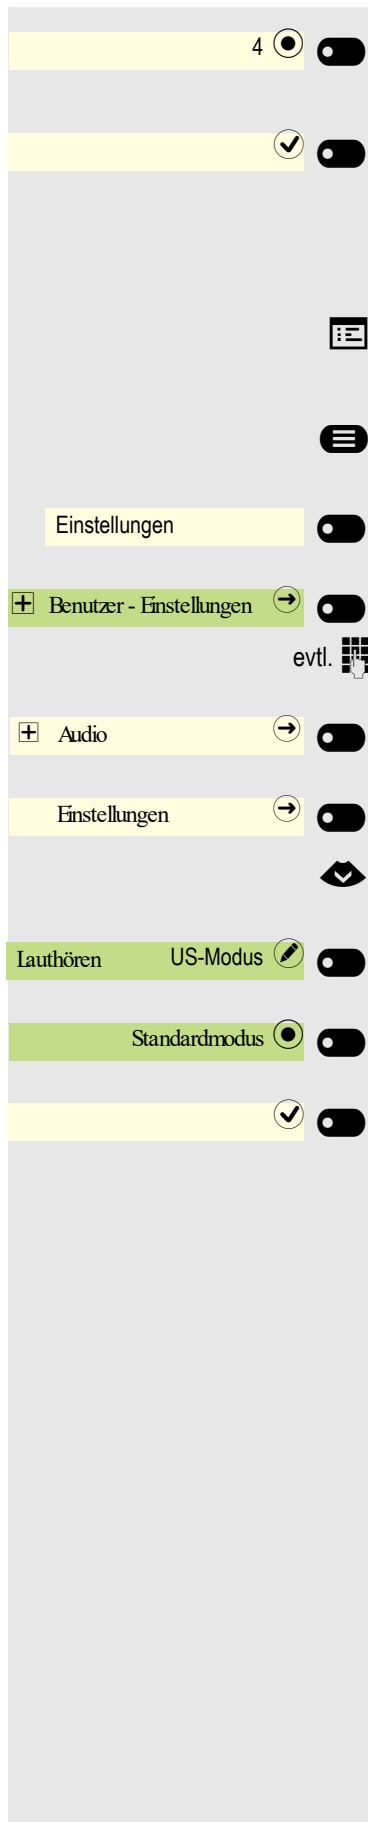 4
Einstellungen
Benutzer - Einstellungen
evtl.
Audio
Einstellungen
Lauthören US-Modus
Standardmodus